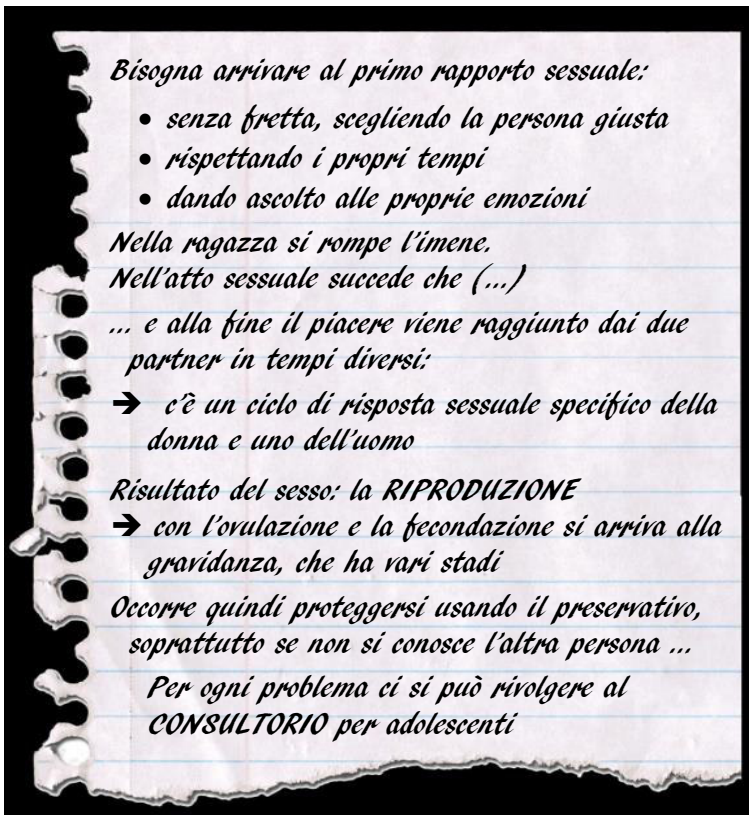 Bisogna arrivare al primo rapporto sessuale:
• senza fretta, scegliendo la persona giusta
• rispettando i propri tempi
• dando ascolto alle proprie emozioni
Nella ragazza si rompe l'imene.
Nell'atto sessuale succede che (...)
... e alla fine il piacere viene raggiunto dai due
partner in tempi diversi:
➔ c'è un ciclo di risposta sessuale specifico della
donna e uno dell'uomo
Risultato del sesso: la RIPRODUZIONE
➔ con l'ovulazione e la fecondazione si arriva alla
gravidanza, che ha vari stadi
Occorre quindi proteggersi usando il preservativo,
soprattutto se non si conosce l'altra persona ...
Per ogni problema ci si può rivolgere al
CONSULTORIO per adolescenti